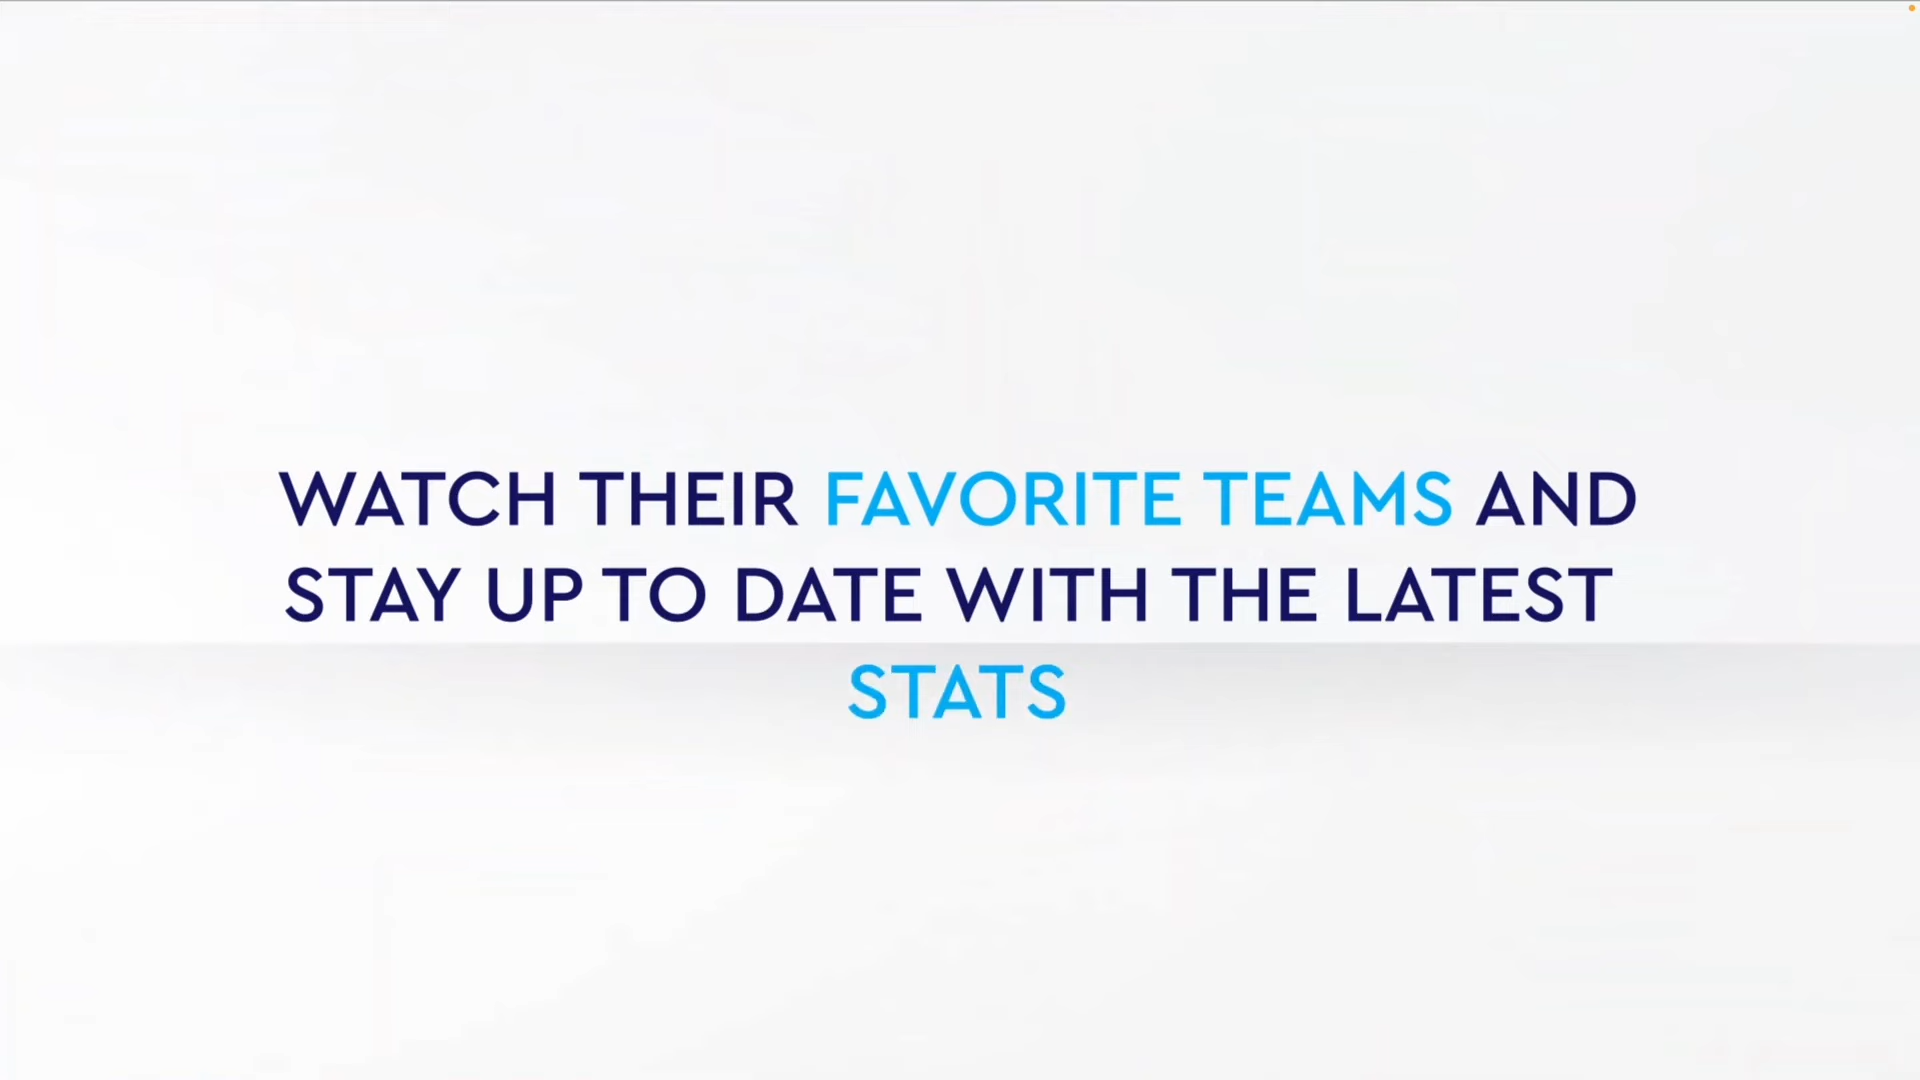 WATCH THEIR FAVORITE TEAMS AND
STAY UP TO DATE WITH THE LATEST
STATS